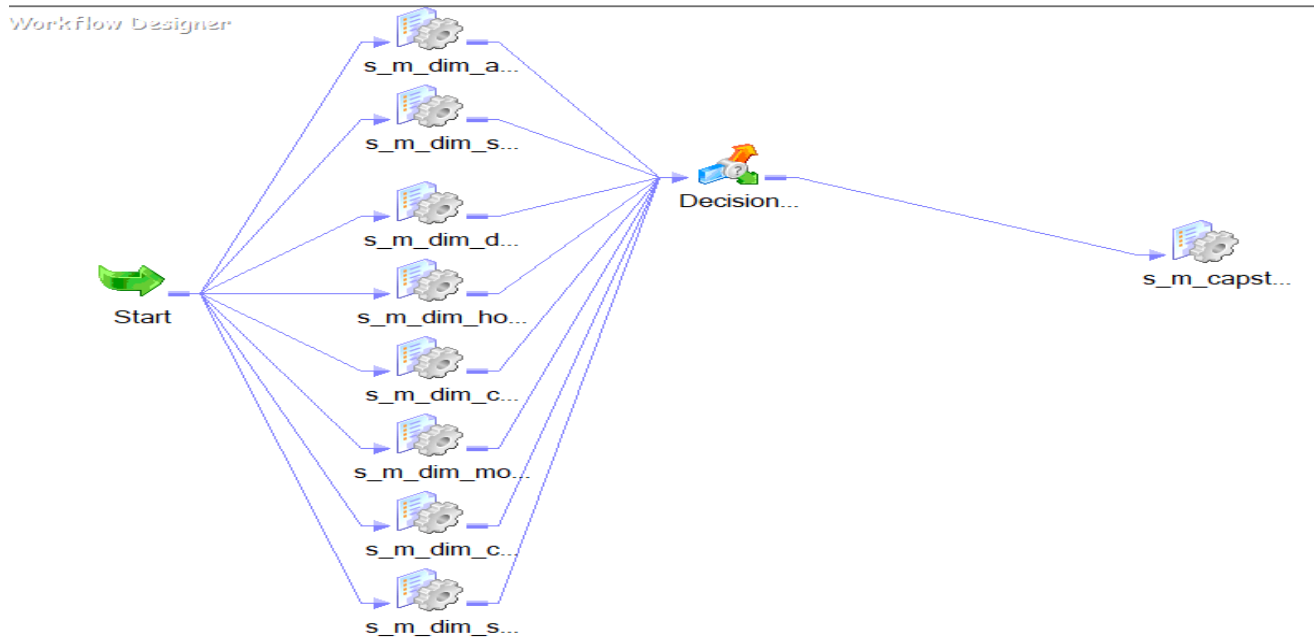 Workflow Designer
s_m_dim_a...
s_m_dim_s...
s_m_dim_d...
Start
s_m_dim_ho...
s_m_dim_c...
s_m_dim_mo...
s_m_dim_c...
s_m_dim_s...
Decision...
s_m_capst...